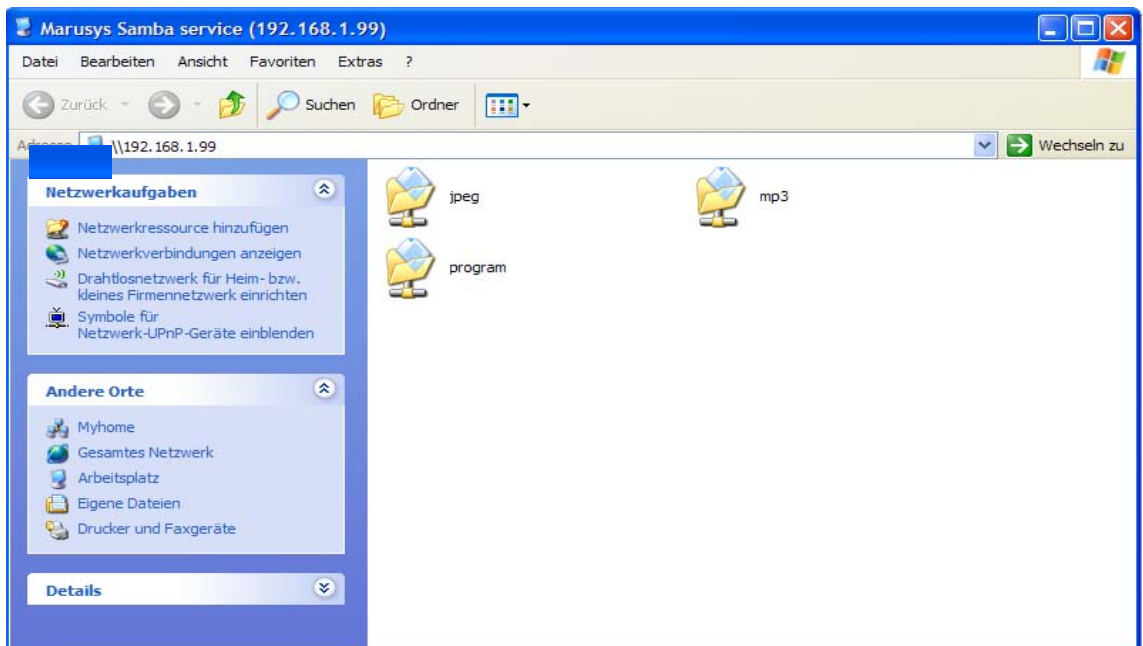 Marusys Samba service (192.168.1.99)
Datei Bearbeiten Ansicht Favoriten Extras ?
Zurück Suchen Ordner
\\192.168.1.99 Wechseln zu
Netzwerkaufgaben
Netzwerkressource hinzufügen
Netzwerkverbindungen anzeigen
Drahtlosnetzwerk für Heim- bzw.
kleines Firmennetzwerk einrichten
Symbole für
Netzwerk-UPnP-Geräte einblenden
Andere Orte
Myhome
Gesamtes Netzwerk
Arbeitsplatz
Eigene Dateien
Drucker und Faxgeräte
Details
jpeg mp3
program